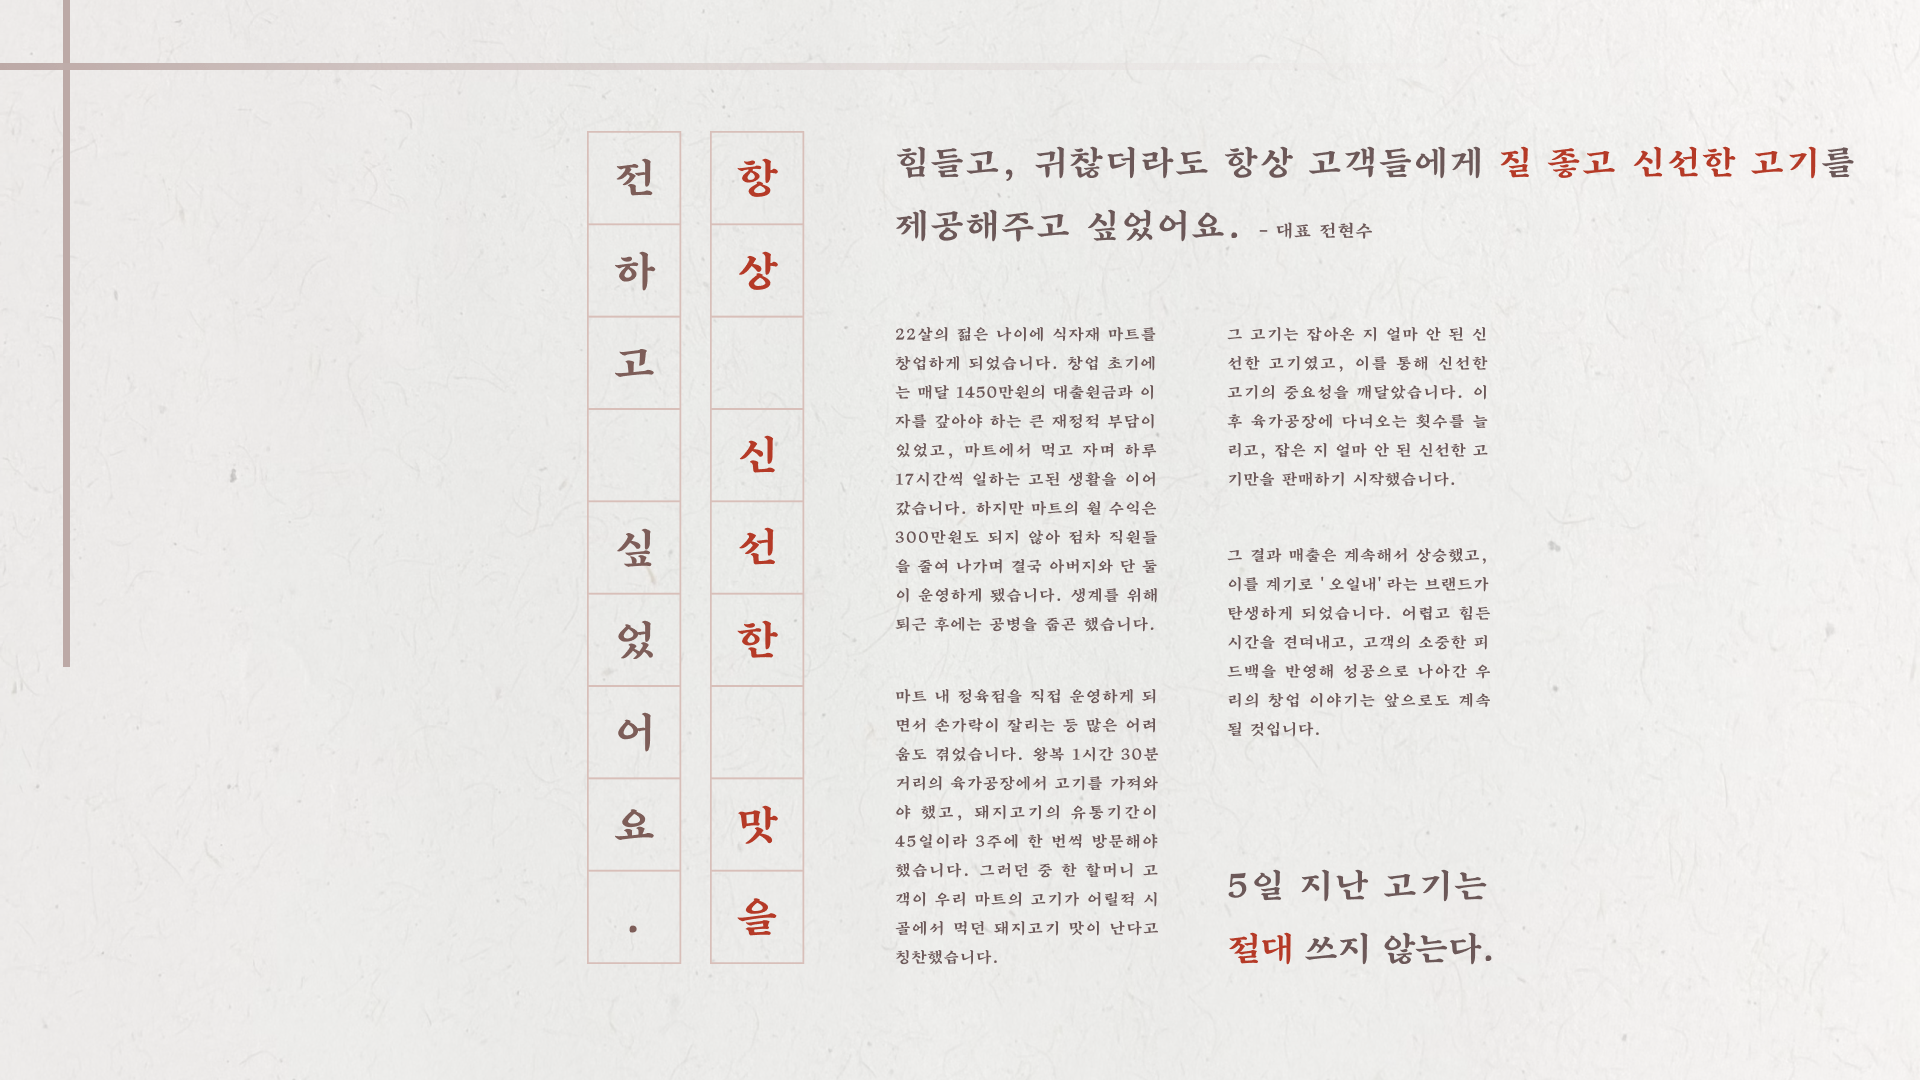 항상 신선한 맛을
전하고 싶었어요.
힘들고, 귀찮더라도 항상 고객들에게 질 좋고 신선한 고기를
제공해주고 싶었어요. - 대표 전현수
22살의 젊은 나이에 식자재 마트를
창업하게 되었습니다. 창업 초기에
는 매달 1450만원의 대출원금과 이
자를 갚아야 하는 큰 재정적 부담이
있었고, 마트에서 먹고 자며 하루
17시간씩 일하는 고된 생활을 이어
갔습니다. 하지만 마트의 월 수익은
300만원도 되지 않아 점차 직원들
을 줄여 나가며 결국 아버지와 단 둘
이 운영하게 됐습니다. 생계를 위해
퇴근 후에는 공병을 줍곤 했습니다.
마트 내 정육점을 직접 운영하게 되
면서 손가락이 잘리는 등 많은 어려
움도 겪었습니다. 왕복 1시간 30분
거리의 육가공장에서 고기를 가져와
야 했고, 돼지고기의 유통기간이
45일이라 3주에 한 번씩 방문해야
했습니다. 그러던 중 한 할머니 고
객이 우리 마트의 고기가 어릴적 시
골에서 먹던 돼지고기 맛이 난다고
칭찬했습니다.
그 고기는 잡아온 지 얼마 안 된 신
선한 고기였고, 이를 통해 신선한
고기의 중요성을 깨달았습니다. 이
후 육가공장에 다녀오는 횟수를 늘
리고, 잡은 지 얼마 안 된 신선한 고
기만을 판매하기 시작했습니다.
그 결과 매출은 계속해서 상승했고,
이를 계기로 '오일내'라는 브랜드가
탄생하게 되었습니다. 어렵고 힘든
시간을 견뎌내고, 고객의 소중한 피
드백을 반영해 성공으로 나아간 우
리의 창업 이야기는 앞으로도 계속
될 것입니다.
5일 지난 고기는
절대 쓰지 않는다.